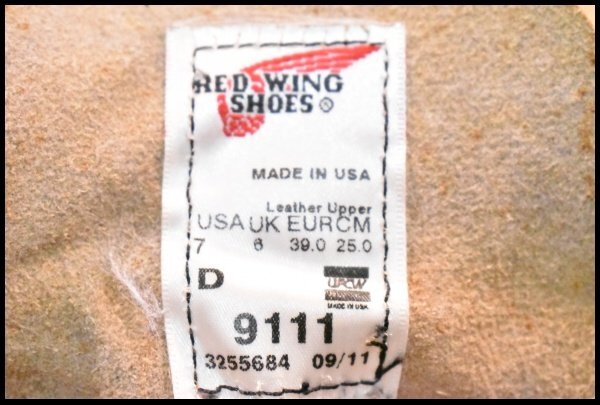 RED WING
SHOES®
MADE IN USA
Leather Upper
USA UK EUR CM
7 6 39.0 25.0
D
UFCW
MADE IN USA
9111
3255684 09/11